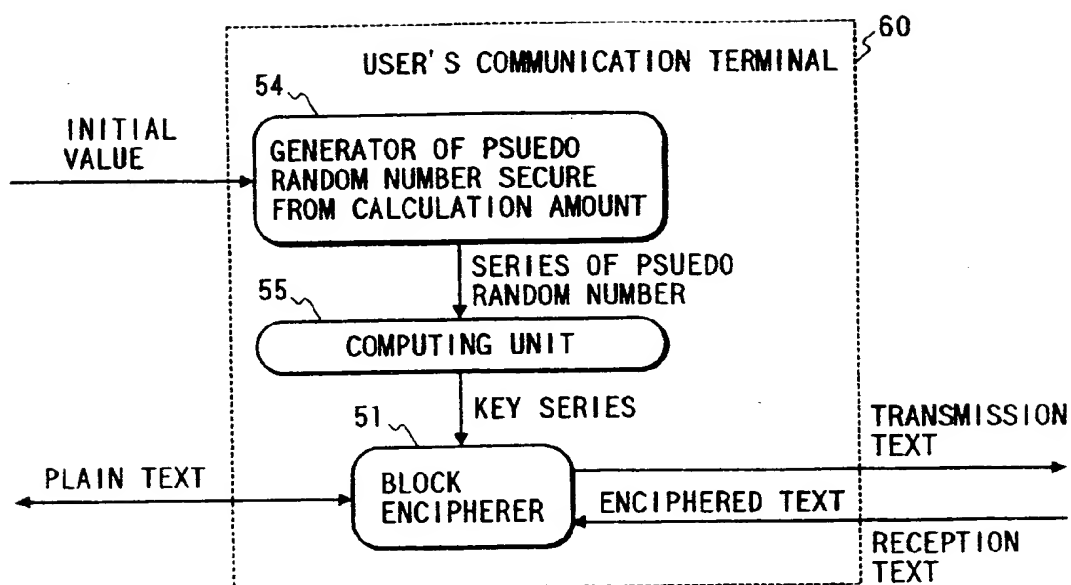 60
USER'S COMMUNICATION TERMINAL
54
INITIAL
VALUE
GENERATOR OF PSUEDO
RANDOM NUMBER SECURE
FROM CALCULATION AMOUNT
SERIES OF PSUEDO
RANDOM NUMBER
55
COMPUTING UNIT
KEY SERIES
51
TRANSMISSION
TEXT
PLAIN TEXT
BLOCK
ENCIPHERER
ENCIPHERED TEXT
RECEPTION
TEXT